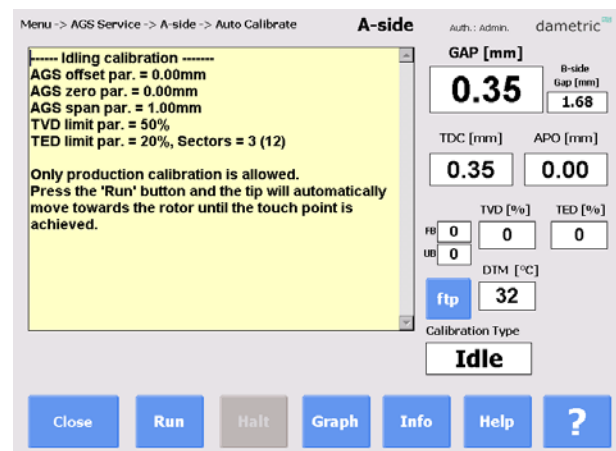 Menu -> AGS Service -> A-side -> Auto Calibrate
A-side
Auth.: Admin.
dametric
------ Idling calibration -------
AGS offset par. = 0.00mm
AGS zero par. = 0.00mm
AGS span par. = 1.00mm
TVD limit par. = 50%
TED limit par. = 20%, Sectors = 3 (12)
Only production calibration is allowed.
Press the 'Run' button and the tip will automatically
move towards the rotor until the touch point is
achieved.
GAP [mm]
0.35
B-side
Gap [mm]
1.68
TDC [mm]
APO [mm]
0.35
0.00
TVD [%]
TED [%]
FB 0
UB 0
0
0
DTM [°C]
ftp
32
Calibration Type
Idle
Close
Run
Halt
Graph
Info
Help
?